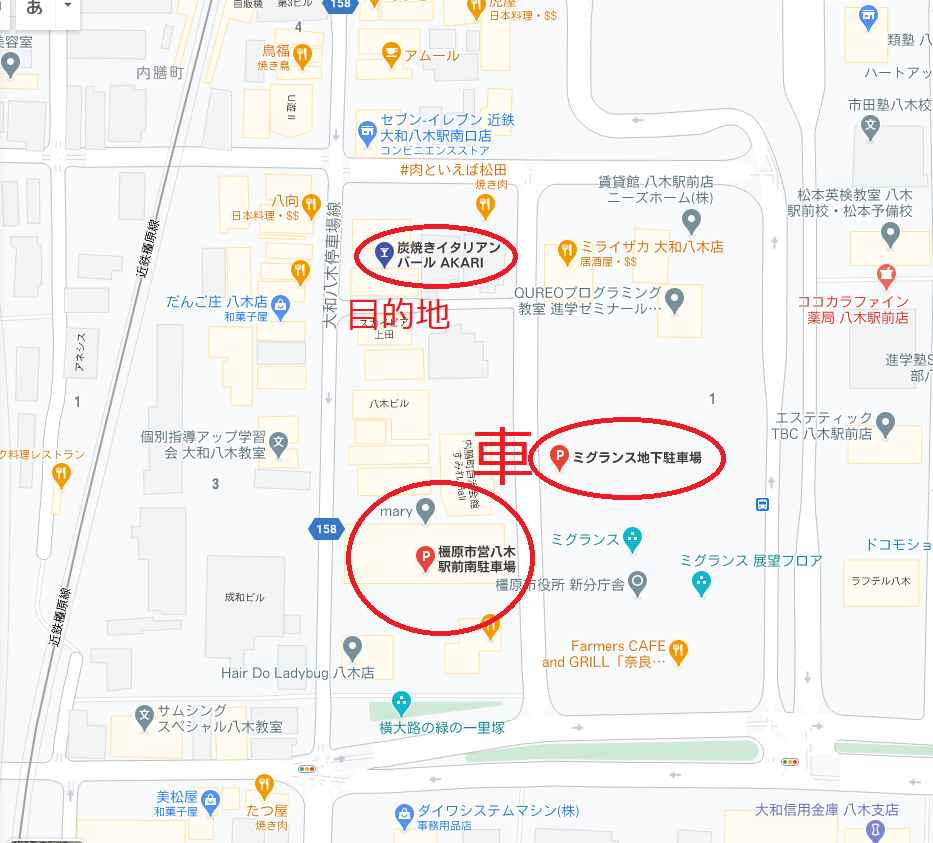 あ
自販機
第3ビル
158
虎屋
日本料理・$$
美容室
4
鳥福
焼き鳥
アムール
類塾 八
内膳町
ハートアッ
セブン-イレブン 近鉄
大和八木駅南口店
コンビニエンスストア
市田塾八木校
#肉といえば松田
焼き肉
賃貸館 八木駅前店
ニーズホーム(株)
松本英検教室 八木
駅前校・松本予備校
八向
日本料理・$$
大和八木停車場線
近鉄橿原線
炭焼きイタリアン
バール AKARI
ミライザカ 大和八木店
居酒屋・$$
だんご庄 八木店
和菓子屋
QUREOプログラミング
教室 進学ゼミナール…
ココカラファイン
薬局 八木駅前店
目的地
上田
アネシス
進学塾S
部八
八木ビル
1
1
エステティック
TBC 八木駅前店
個別指導アップ学習
会 大和八木教室
車
ミグランス地下駐車場
ク料理レストラン
内膳町自治会館
すみれhall
3
mary
158
ミグランス
ドコモショ
橿原市営八木
駅前南駐車場
ミグランス 展望フロア
橿原市役所 新分庁舎
ラフテル八木
成和ビル
近鉄橿原線
Farmers CAFE
and GRILL「奈良…
Hair Do Ladybug 八木店
サムシング
スペシャル八木教室
横大路の緑の一里塚
美松屋
和菓子屋
たつ屋
焼き肉
ダイワシステムマシン(株)
事務用品店
大和信用金庫 八木支店